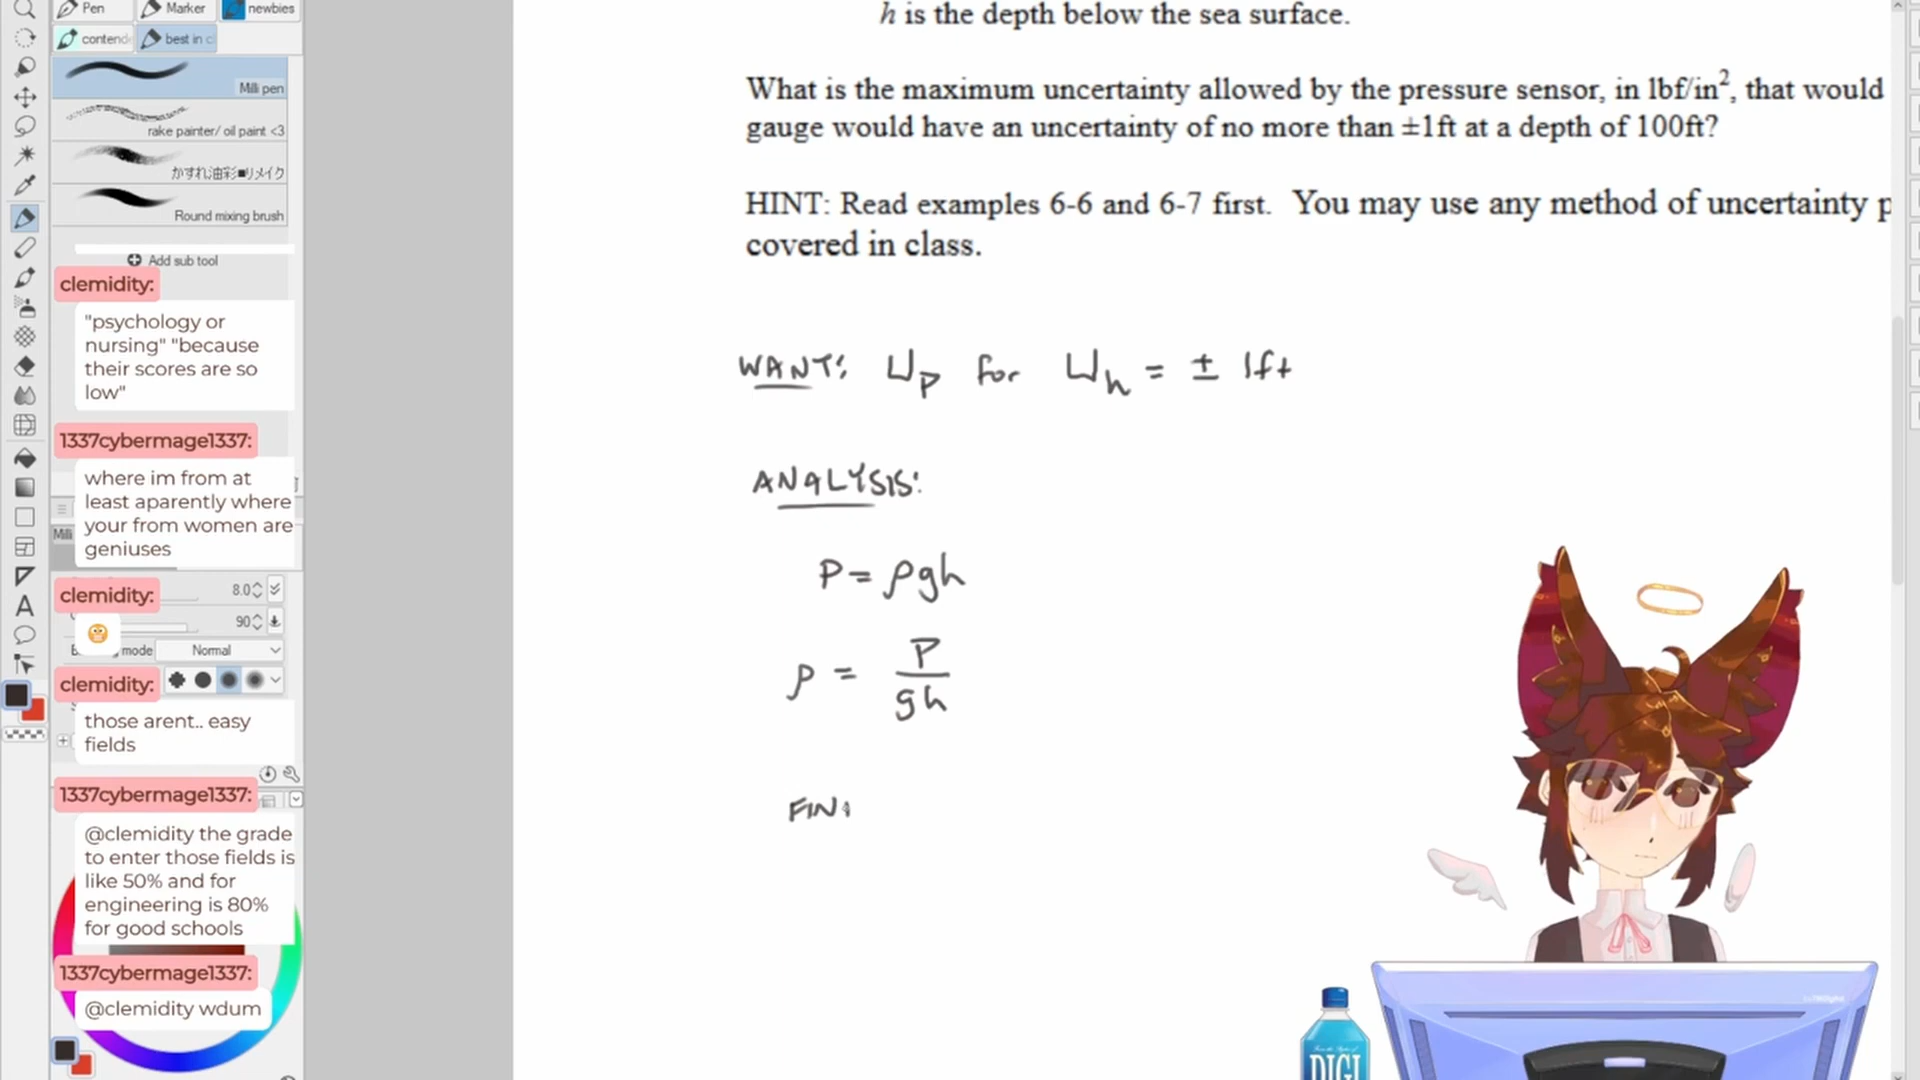 Pen
Marker
newbies
contend
best in c
Milli pen
rake painter/ oil paint <3
かすれ油彩■リメイク
Round mixing brush
Add sub tool
clemidity:
"psychology or
nursing" "because
their scores are so
low"
1337cybermage1337:
where im from at
least aparently where
your from women are
geniuses
Milli
clemidity:
8.0
90
mode
Normal
clemidity:
those arent.. easy
fields
1337cybermage1337:
@clemidity the grade
to enter those fields is
like 50% and for
engineering is 80%
for good schools
1337cybermage1337:
@clemidity wdum
h is the depth below the sea surface.
What is the maximum uncertainty allowed by the pressure sensor, in lbf/in², that would
gauge would have an uncertainty of no more than ±1ft at a depth of 100ft?
HINT: Read examples 6-6 and 6-7 first. You may use any method of uncertainty p
covered in class.
WANT: Up for Uh = ± 1ft
ANALYSIS:
P = ρgh
ρ = P/gh
FIN
DIGI